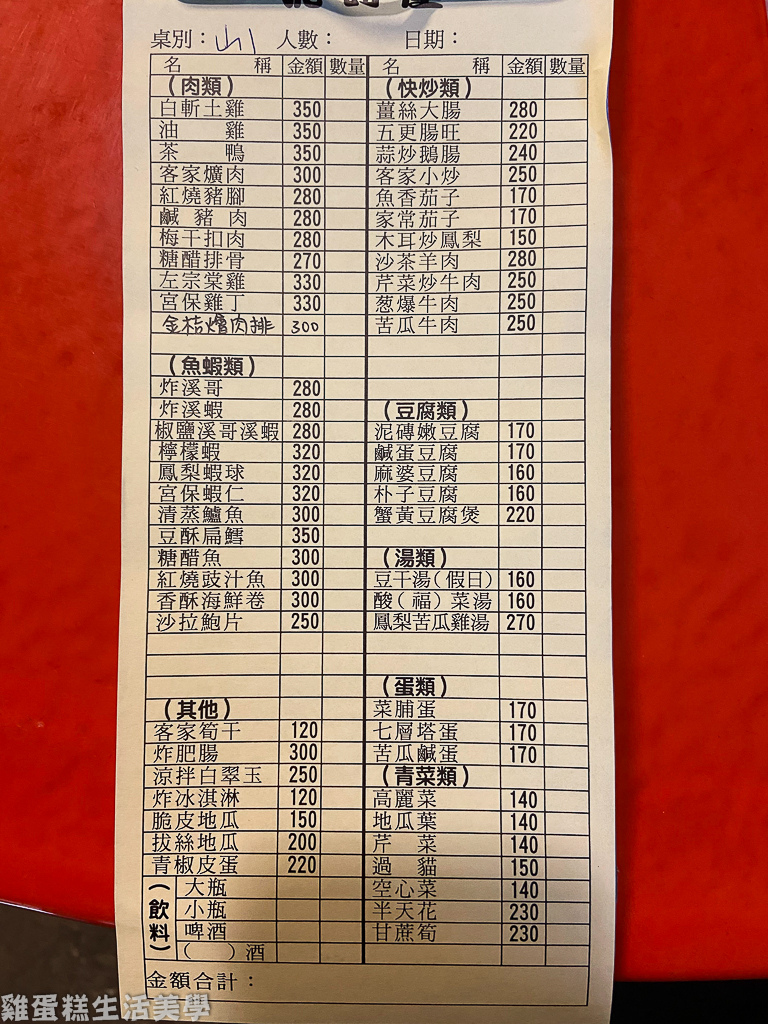 桌別： 人數： 日期：
名 稱 金額 數量
(肉類)
白斬土雞 350
油 雞 350
茶 鴨 350
客家爌肉 300
紅燒豬腳 280
鹹豬肉 280
梅干扣肉 280
糖醋排骨 270
左宗棠雞 330
宮保雞丁 330
金桔燴肉排 300
(魚蝦類)
炸溪哥 280
炸溪蝦 280
椒鹽溪哥溪蝦 280
檸檬蝦 320
鳳梨蝦球 320
宮保蝦仁 320
清蒸鱸魚 300
豆酥扁鱈 350
糖醋魚 300
紅燒豉汁魚 300
香酥海鮮卷 300
沙拉鮑片 250
(其他)
客家筍干 120
炸肥腸 300
涼拌白翠玉 250
炸冰淇淋 120
脆皮地瓜 150
拔絲地瓜 200
青椒皮蛋 220
(飲料)
大瓶
小瓶
啤酒
( )酒
名 稱 金額 數量
(快炒類)
薑絲大腸 280
五更腸旺 220
蒜炒鵝腸 240
客家小炒 250
魚香茄子 170
家常茄子 170
木耳炒鳳梨 150
沙茶羊肉 280
芹菜炒牛肉 250
葱爆牛肉 250
苦瓜牛肉 250
(豆腐類)
泥磚嫩豆腐 170
鹹蛋豆腐 170
麻婆豆腐 160
朴子豆腐 160
蟹黃豆腐煲 220
(湯類)
豆干湯(假日) 160
酸(福)菜湯 160
鳳梨苦瓜雞湯 270
(蛋類)
菜脯蛋 170
七層塔蛋 170
苦瓜鹹蛋 170
(青菜類)
高麗菜 140
地瓜葉 140
芹 菜 140
過 貓 150
空心菜 140
半天花 230
甘蔗筍 230
金額合計：
雞蛋糕生活美學